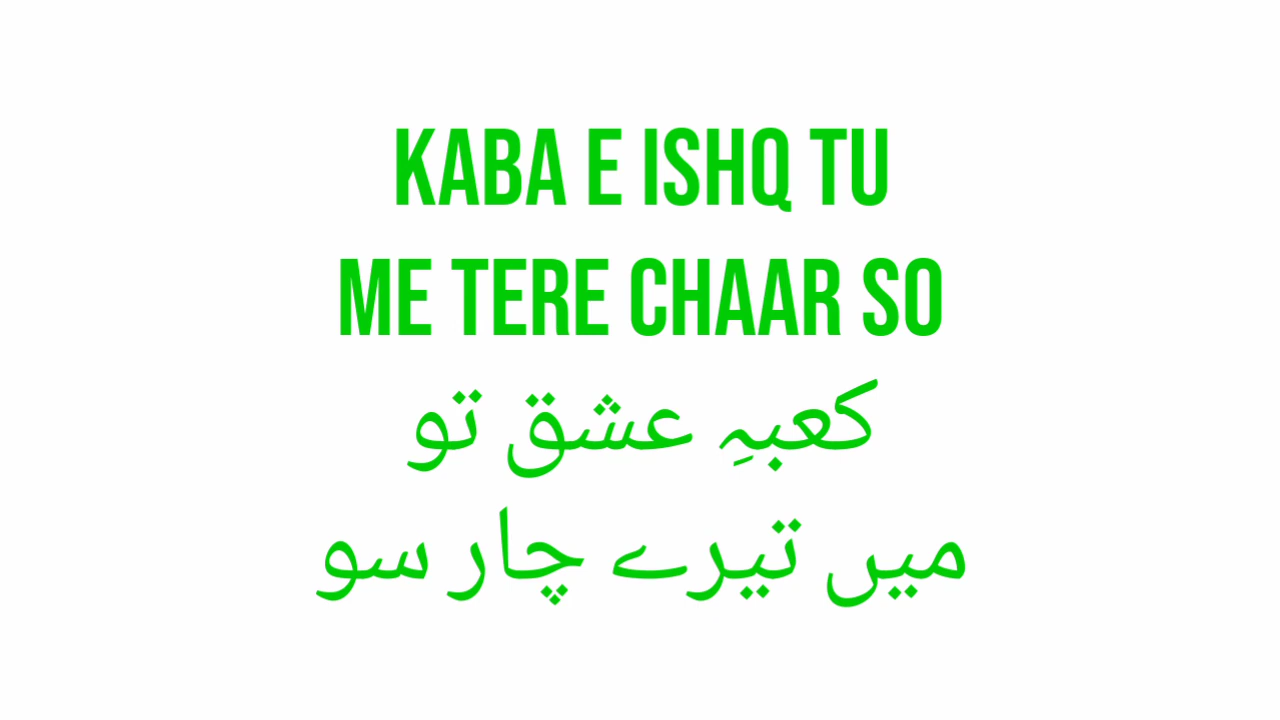 KABA E ISHQ TU
ME TERE CHAAR SO
کعبہِ عشق تو
میں تیرے چار سو